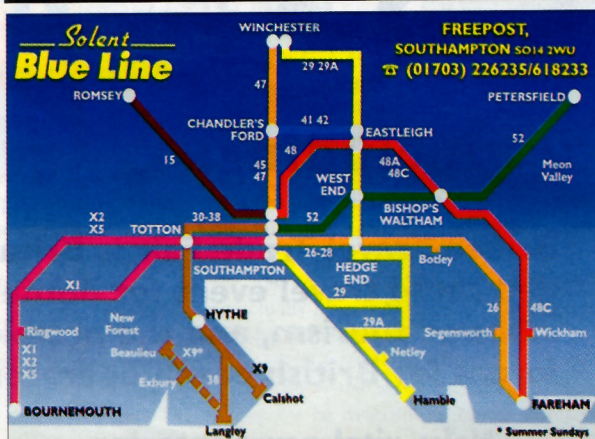 Solent
Blue Line
FREEPOST,
SOUTHAMPTON SO14 2WU
☎ (01703) 226235/618233
WINCHESTER
29 29A
47
ROMSEY
PETERSFIELD
CHANDLER'S
FORD
41 42
EASTLEIGH
52
15
45
47
48
48A
48C
Meon
Valley
WEST
END
BISHOP'S
WALTHAM
X2
X5
30-38
TOTTON
52
SOUTHAMPTON
26-28
HEDGE
END
Botley
X1
29
29A
26
48C
HYTHE
Ringwood
New
Forest
Beaulieu
X9*
X9
Segensworth
Wickham
X1
X2
X5
Exbury
38
Netley
Calshot
Hamble
BOURNEMOUTH
FAREHAM
Langley
* Summer Sundays